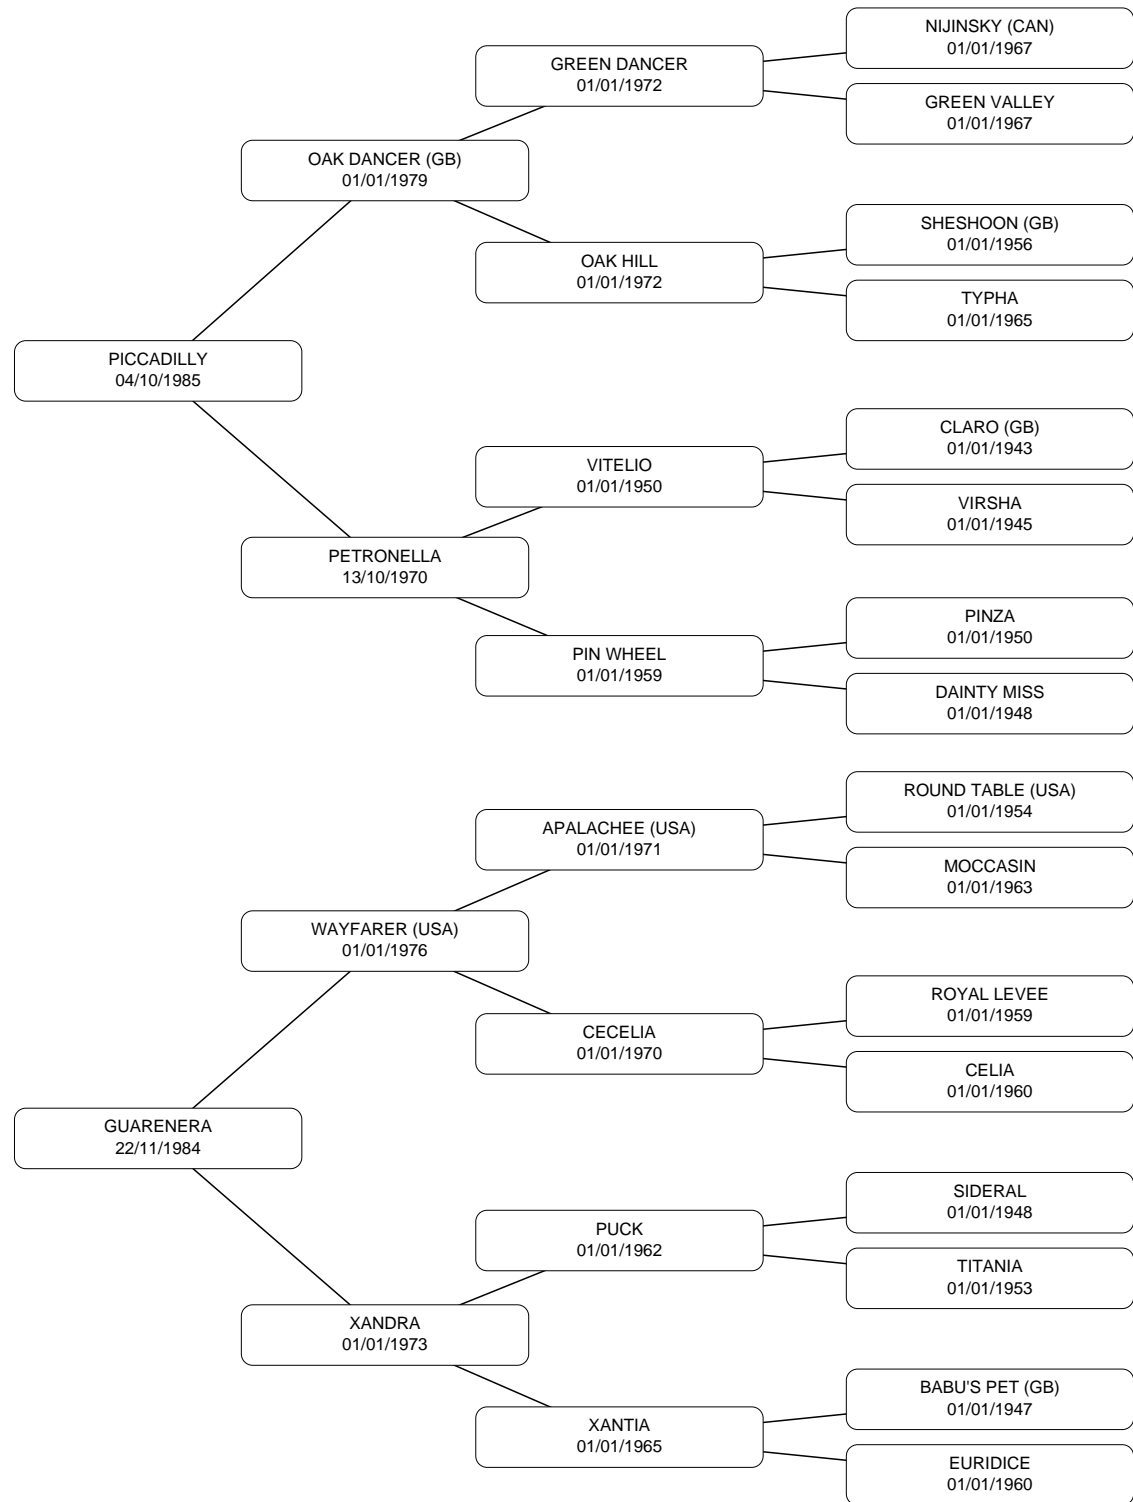 NIJINSKY (CAN)
01/01/1967
GREEN DANCER
01/01/1972
GREEN VALLEY
01/01/1967
OAK DANCER (GB)
01/01/1979
SHESHOON (GB)
01/01/1956
OAK HILL
01/01/1972
TYPHA
01/01/1965
PICCADILLY
04/10/1985
CLARO (GB)
01/01/1943
VITELIO
01/01/1950
VIRSHA
01/01/1945
PETRONELLA
13/10/1970
PINZA
01/01/1950
PIN WHEEL
01/01/1959
DAINTY MISS
01/01/1948
ROUND TABLE (USA)
01/01/1954
APALACHEE (USA)
01/01/1971
MOCCASIN
01/01/1963
WAYFARER (USA)
01/01/1976
ROYAL LEVEE
01/01/1959
CECELIA
01/01/1970
CELIA
01/01/1960
GUARENERA
22/11/1984
SIDERAL
01/01/1948
PUCK
01/01/1962
TITANIA
01/01/1953
XANDRA
01/01/1973
BABU'S PET (GB)
01/01/1947
XANTIA
01/01/1965
EURIDICE
01/01/1960